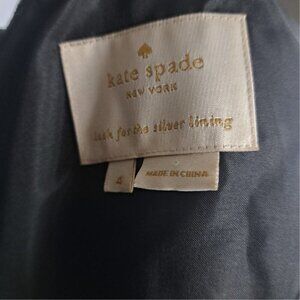 kate spade
NEW YORK
look for the silver lining
4
MADE IN CHINA